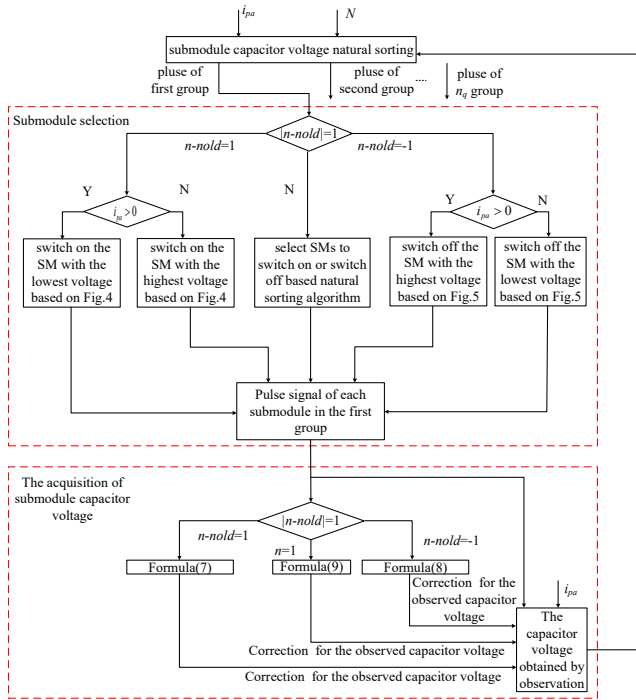 i_pa
N
submodule capacitor voltage natural sorting
pluse of
first group
pluse of
second group
....
pluse of
n_q group
Submodule selection
|n-nold|=1
n-nold=1
n-nold=-1
Y
N
N
Y
N
i_pa>0
i_pa > 0
switch on the
SM with the
lowest voltage
based on Fig.4
switch on the
SM with the
highest voltage
based on Fig.4
select SMs to
switch on or switch
off based natural
sorting algorithm
switch off the
SM with the
highest voltage
based on Fig.5
switch off the
SM with the
lowest voltage
based on Fig.5
Pulse signal of each
submodule in the first
group
The acquisition of
submodule capacitor
voltage
|n-nold|=1
n-nold=1
n=1
n-nold=-1
Formula(7)
Formula(9)
Formula(8)
Correction for the
observed capacitor
voltage
i_pa
The
capacitor
voltage
obtained by
observation
Correction for the observed capacitor voltage
Correction for the observed capacitor voltage